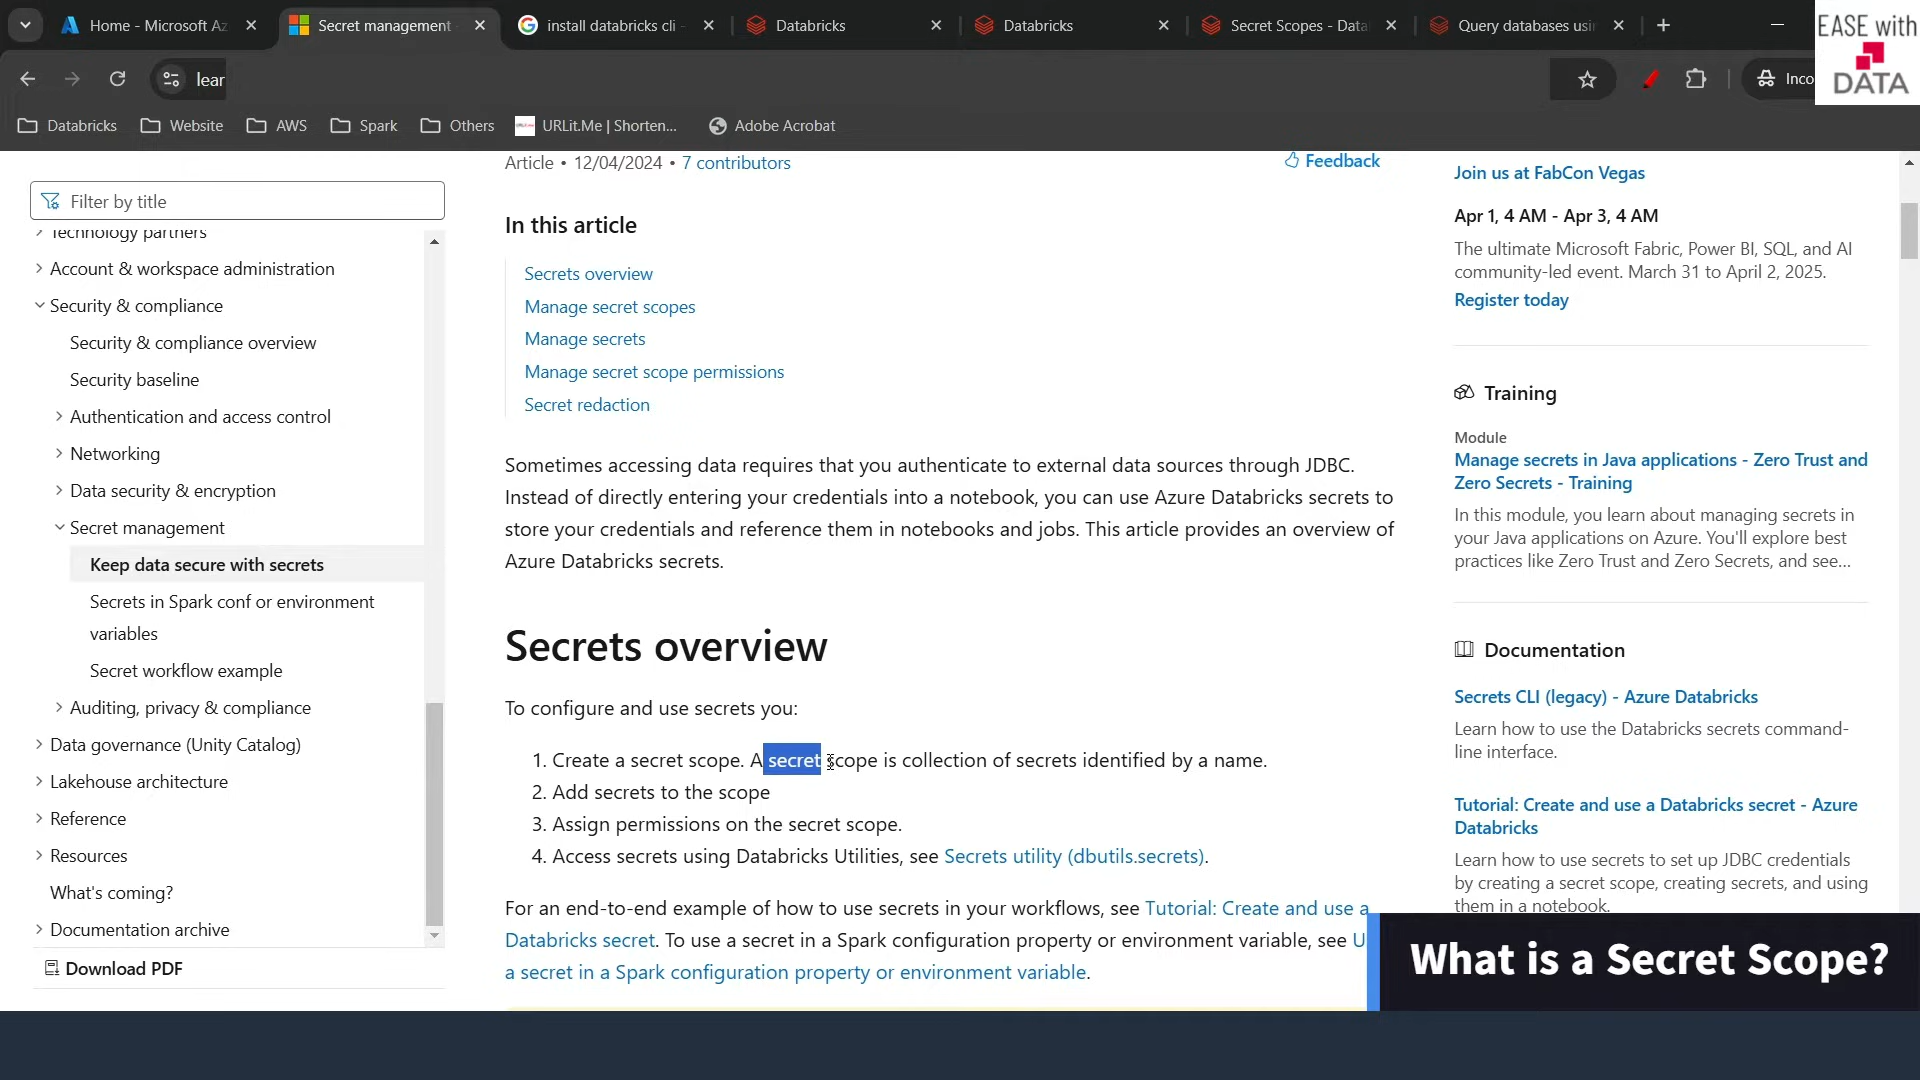 Home - Microsoft Az
Secret management
install databricks cli -
Databricks
Databricks
Secret Scopes - Data
Query databases usi
EASE with
DATA
lear
Inco
Databricks
Website
AWS
Spark
Others
URLit.Me | Shorten...
Adobe Acrobat
Filter by title
Technology partners
Account & workspace administration
Security & compliance
Security & compliance overview
Security baseline
Authentication and access control
Networking
Data security & encryption
Secret management
Keep data secure with secrets
Secrets in Spark conf or environment
variables
Secret workflow example
Auditing, privacy & compliance
Data governance (Unity Catalog)
Lakehouse architecture
Reference
Resources
What's coming?
Documentation archive
Download PDF
Article • 12/04/2024 • 7 contributors
Feedback
In this article
Secrets overview
Manage secret scopes
Manage secrets
Manage secret scope permissions
Secret redaction
Sometimes accessing data requires that you authenticate to external data sources through JDBC.
Instead of directly entering your credentials into a notebook, you can use Azure Databricks secrets to
store your credentials and reference them in notebooks and jobs. This article provides an overview of
Azure Databricks secrets.
Secrets overview
To configure and use secrets you:
1. Create a secret scope. A secret scope is collection of secrets identified by a name.
2. Add secrets to the scope
3. Assign permissions on the secret scope.
4. Access secrets using Databricks Utilities, see Secrets utility (dbutils.secrets).
For an end-to-end example of how to use secrets in your workflows, see Tutorial: Create and use a
Databricks secret. To use a secret in a Spark configuration property or environment variable, see U
a secret in a Spark configuration property or environment variable.
Join us at FabCon Vegas
Apr 1, 4 AM - Apr 3, 4 AM
The ultimate Microsoft Fabric, Power BI, SQL, and AI
community-led event. March 31 to April 2, 2025.
Register today
Training
Module
Manage secrets in Java applications - Zero Trust and
Zero Secrets - Training
In this module, you learn about managing secrets in
your Java applications on Azure. You'll explore best
practices like Zero Trust and Zero Secrets, and see...
Documentation
Secrets CLI (legacy) - Azure Databricks
Learn how to use the Databricks secrets command-
line interface.
Tutorial: Create and use a Databricks secret - Azure
Databricks
Learn how to use secrets to set up JDBC credentials
by creating a secret scope, creating secrets, and using
them in a notebook.
What is a Secret Scope?